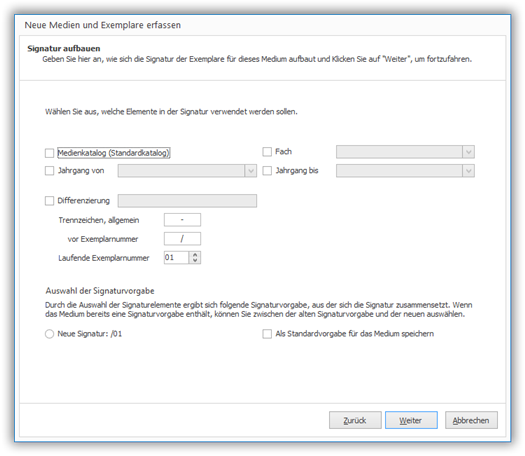 Neue Medien und Exemplare erfassen
Signatur aufbauen
Geben Sie hier an, wie sich die Signatur der Exemplare für dieses Medium aufbaut und Klicken Sie auf "Weiter", um fortzufahren.
Wählen Sie aus, welche Elemente in der Signatur verwendet werden sollen.
Medienkatalog (Standardkatalog)
Fach
Jahrgang von
Jahrgang bis
Differenzierung
Trennzeichen, allgemein -
vor Exemplarnummer /
Laufende Exemplarnummer 01
Auswahl der Signaturvorgabe
Durch die Auswahl der Signaturelemente ergibt sich folgende Signaturvorgabe, aus der sich die Signatur zusammensetzt. Wenn
das Medium bereits eine Signaturvorgabe enthält, können Sie zwischen der alten Signaturvorgabe und der neuen auswählen.
Neue Signatur: /01
Als Standardvorgabe für das Medium speichern
Zurück Weiter Abbrechen